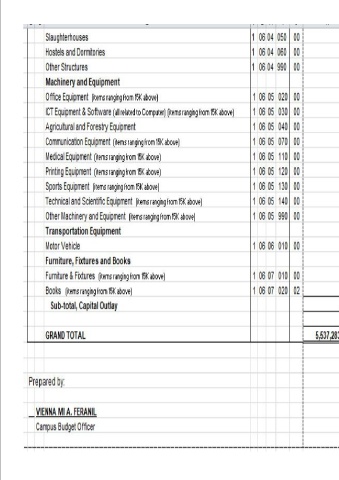 Slaughterhouses 1 06 04 050 00
Hostels and Dormitories 1 06 04 060 00
Other Structures 1 06 04 990 00
Machinery and Equipment
Office Equipment (items ranging from 15K above) 1 06 05 020 00
ICT Equipment & Software (all related to Computer) (items ranging from 15K above) 1 06 05 030 00
Agricultural and Forestry Equipment 1 06 05 040 00
Communication Equipment (items ranging from 15K above) 1 06 05 070 00
Medical Equipment (items ranging from 15K above) 1 06 05 110 00
Printing Equipment (items ranging from 15K above) 1 06 05 120 00
Sports Equipment (items ranging from 15K above) 1 06 05 130 00
Technical and Scientific Equipment (items ranging from 15K above) 1 06 05 140 00
Other Machinery and Equipment (items ranging from 15K above) 1 06 05 990 00
Transportation Equipment
Motor Vehicle 1 06 06 010 00
Furniture, Fixtures and Books
Furniture & Fixtures (items ranging from 15K above) 1 06 07 010 00
Books (items ranging from 15K above) 1 06 07 020 02
Sub-total, Capital Outlay
GRAND TOTAL 5,537,283
Prepared by:
VIENNA MI A. FERANIL
Campus Budget Officer